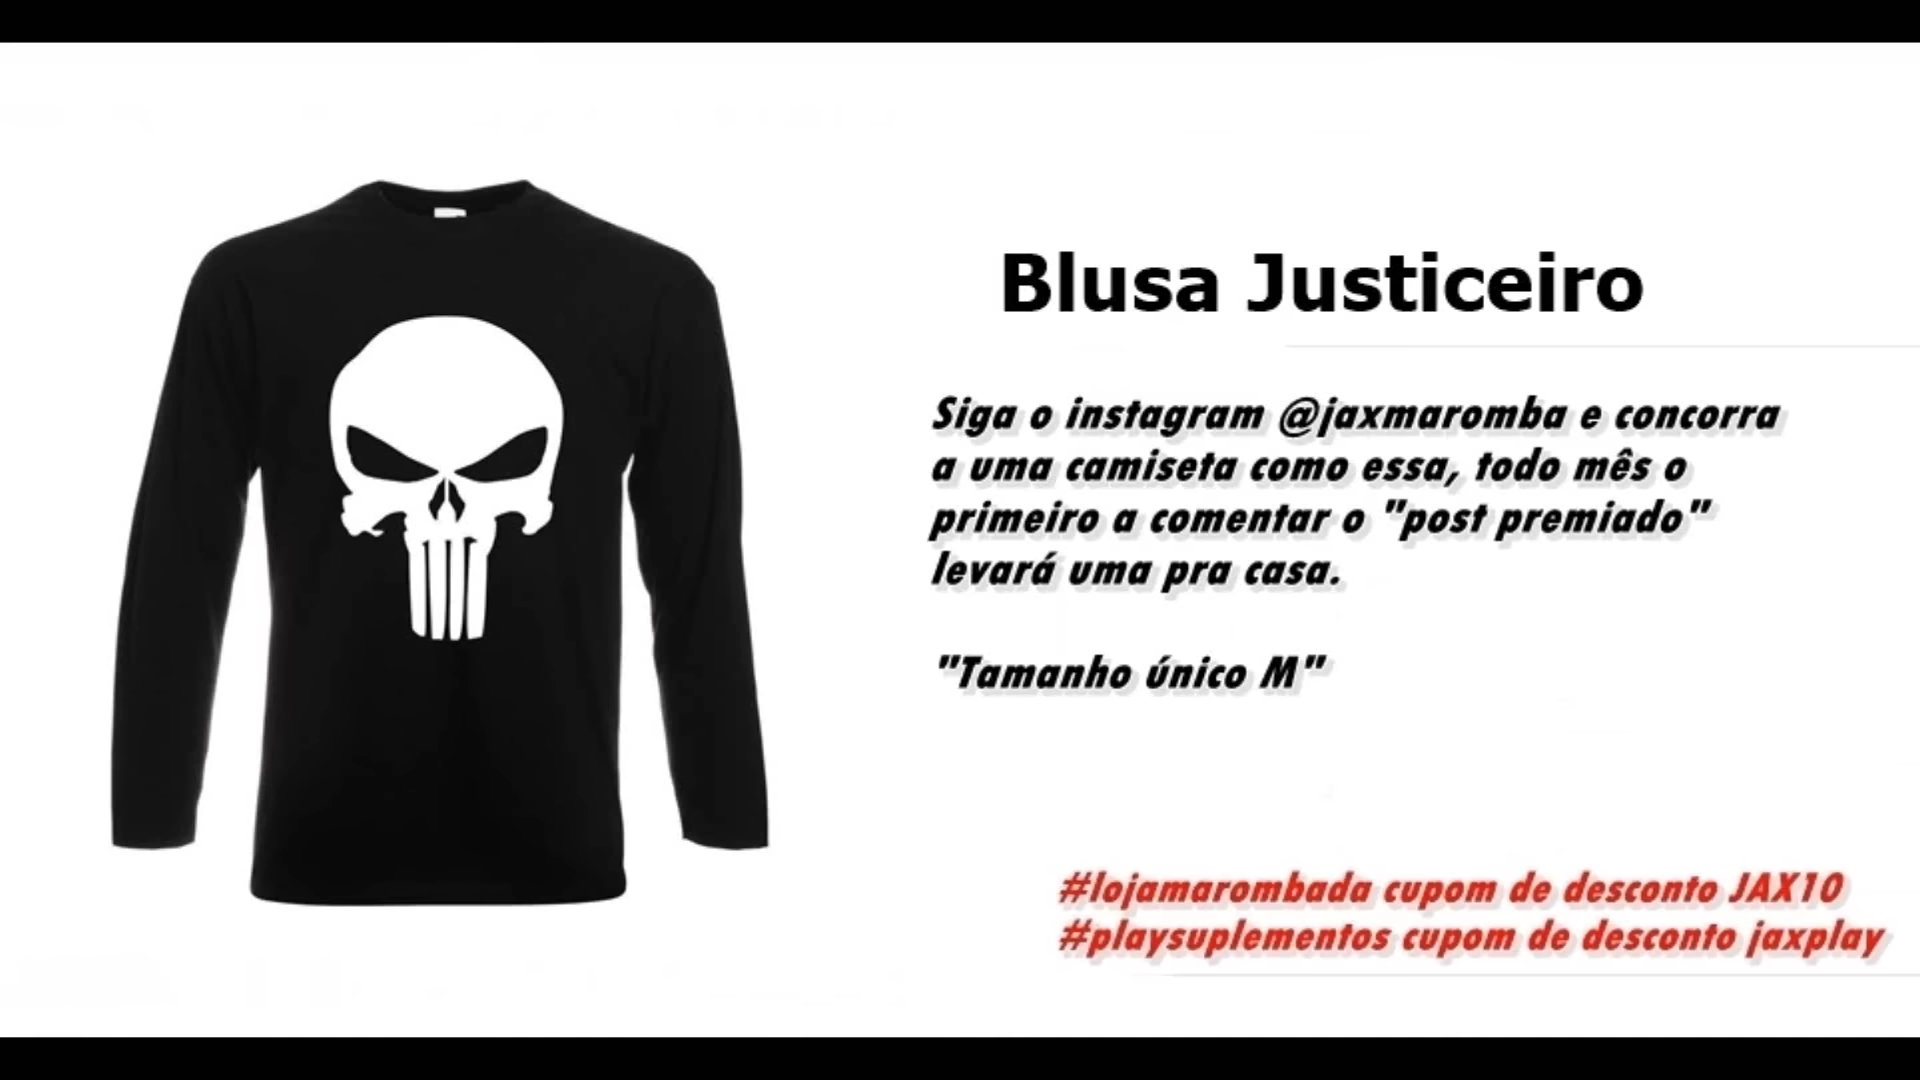 Blusa Justiceiro
Siga o instagram @jaxmaromba e concorra
a uma camiseta como essa, todo mês o
primeiro a comentar o "post premiado"
levará uma pra casa.
"Tamanho único M"
#lojamarombada cupom de desconto JAX10
#playsuplementos cupom de desconto jaxplay